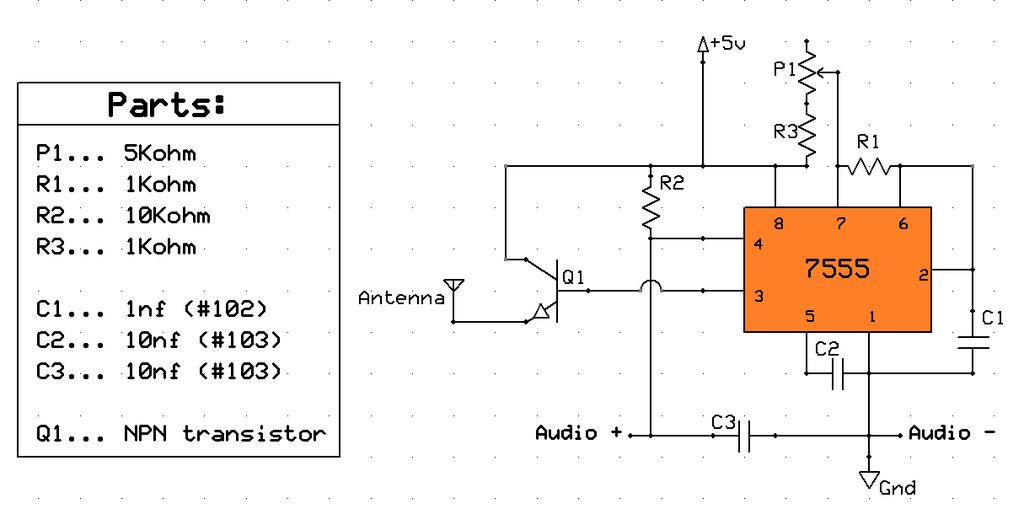 Parts:
P1... 5Kohm
R1... 1Kohm
R2... 10Kohm
R3... 1Kohm
C1... 1nf (#102)
C2... 10nf (#103)
C3... 10nf (#103)
Q1... NPN transistor
+5v
P1
R3
R1
R2
8
7
6
4
7555
2
3
5
1
Q1
Antenna
C1
C2
C3
Audio +
Audio -
Gnd